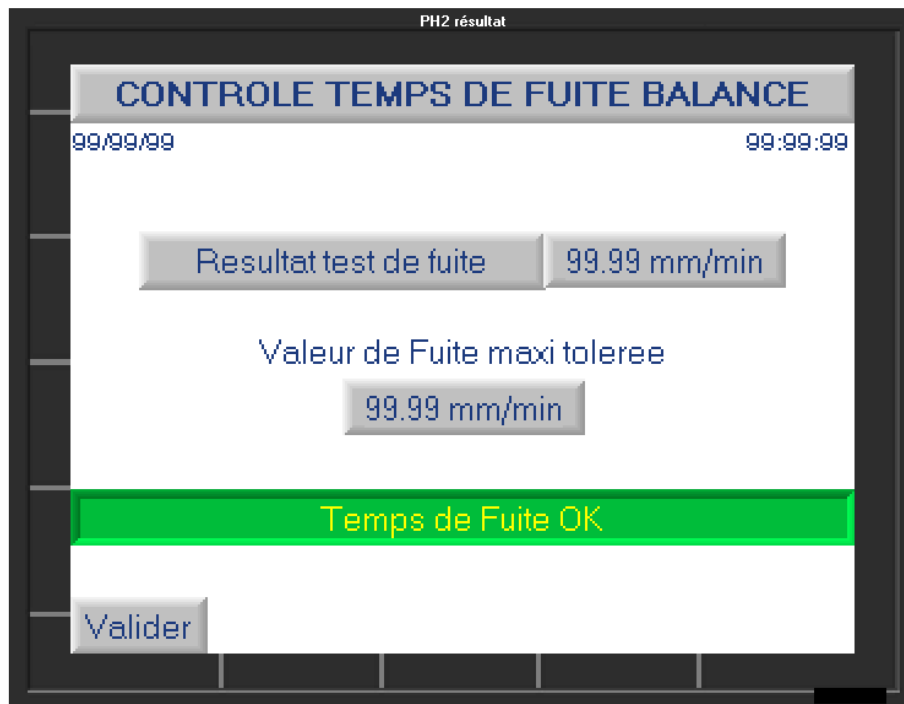 PH2 résultat
CONTROLE TEMPS DE FUITE BALANCE
99/99/99 99:99:99
Resultat test de fuite 99.99 mm/min
Valeur de Fuite maxi toleree
99.99 mm/min
Temps de Fuite OK
Valider